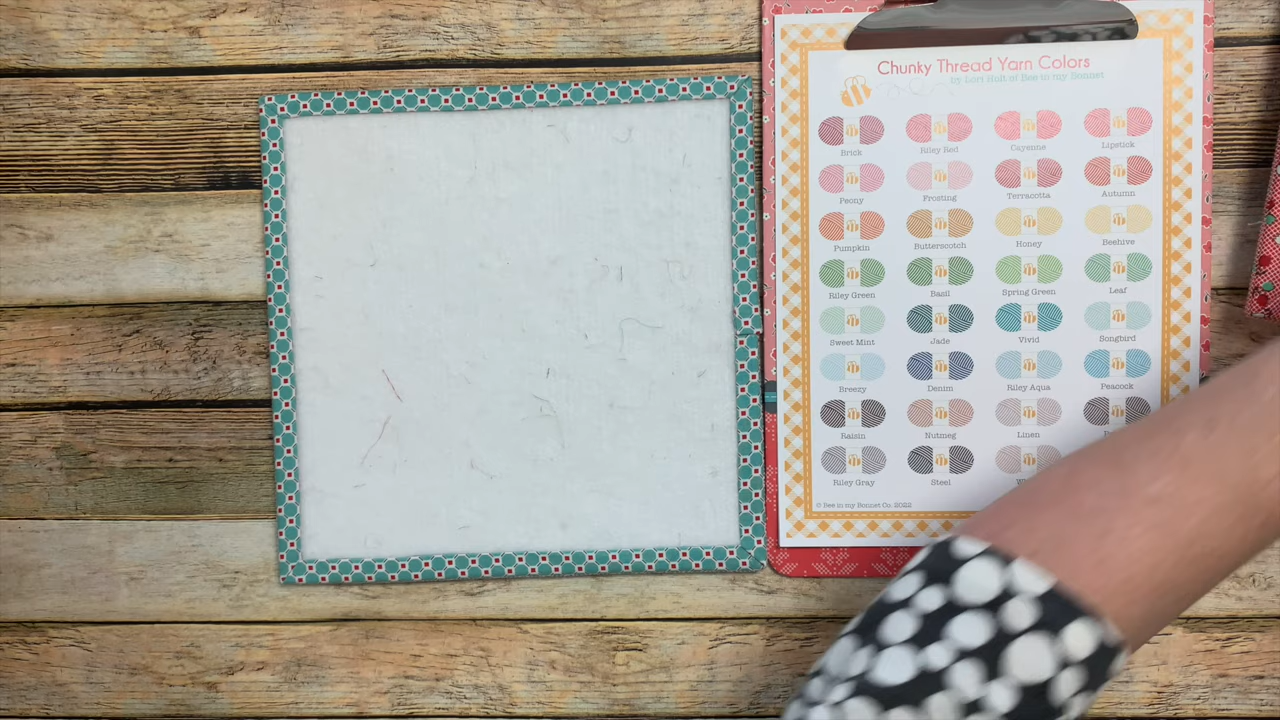 Chunky Thread Yarn Colors
by Lori Holt of Bee in my Bonnet
Brick Riley Red Cayenne Lipstick
Peony Frosting Terracotta Autumn
Pumpkin Butterscotch Honey Beehive
Riley Green Basil Spring Green Leaf
Sweet Mint Jade Vivid Songbird
Breezy Denim Riley Aqua Peacock
Raisin Nutmeg Linen
Riley Gray Steel
© Bee in my Bonnet Co. 2022